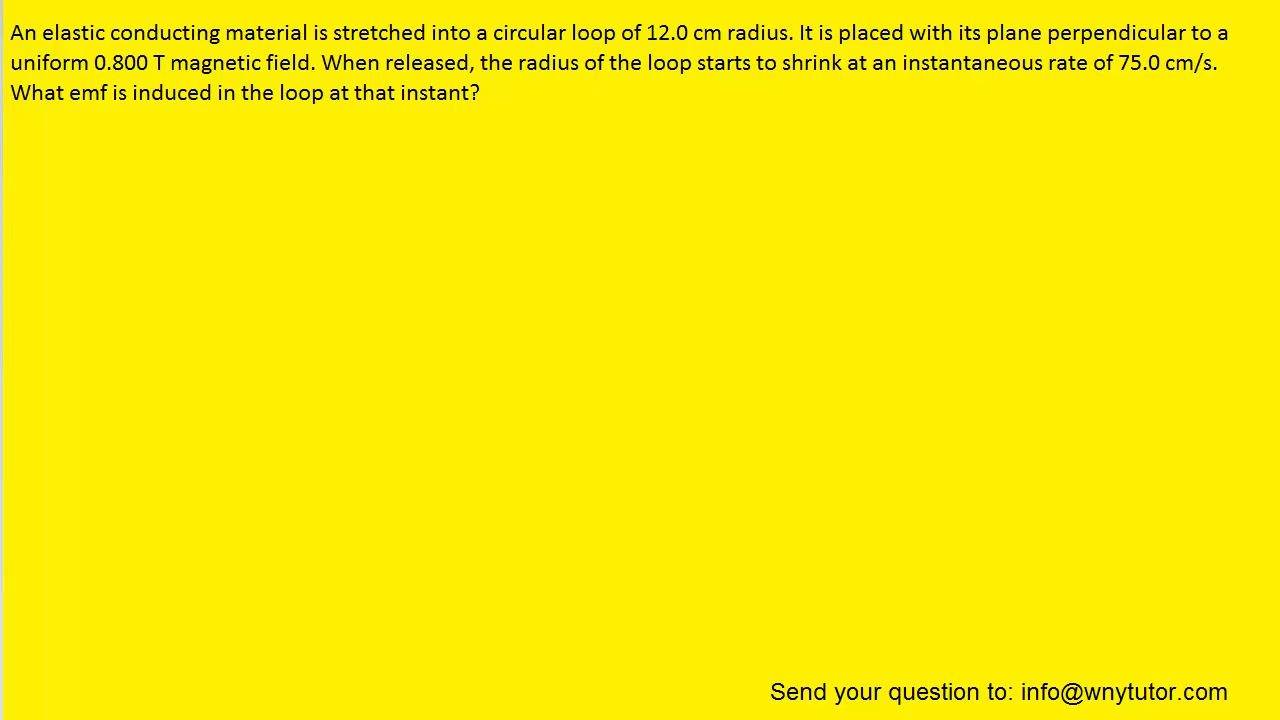 An elastic conducting material is stretched into a circular loop of 12.0 cm radius. It is placed with its plane perpendicular to a
uniform 0.800 T magnetic field. When released, the radius of the loop starts to shrink at an instantaneous rate of 75.0 cm/s.
What emf is induced in the loop at that instant?
Send your question to: info@wnytutor.com